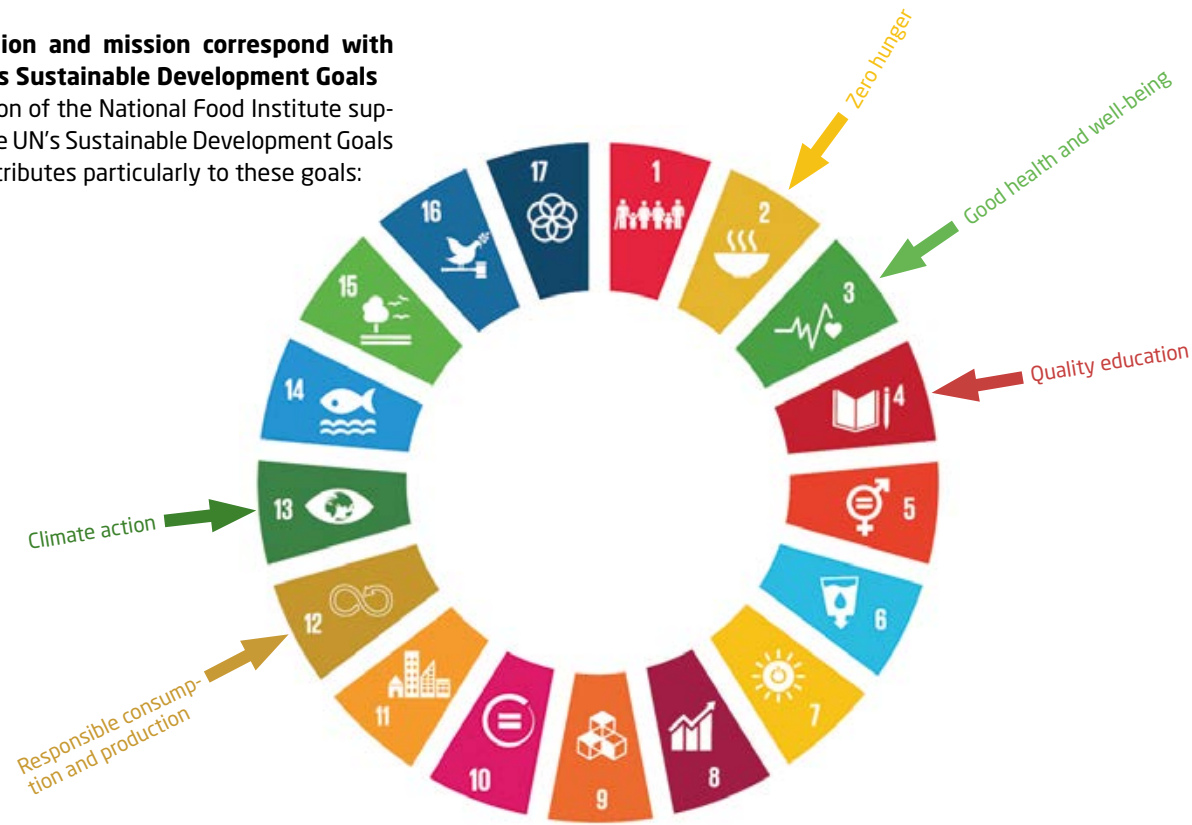 ion and mission correspond with
s Sustainable Development Goals
on of the National Food Institute sup-
e UN's Sustainable Development Goals
tributes particularly to these goals:
Zero hunger
Good health and well-being
Quality education
Climate action
Responsible consump-
tion and production
1
2
3
4
5
6
7
8
9
10
11
12
13
14
15
16
17